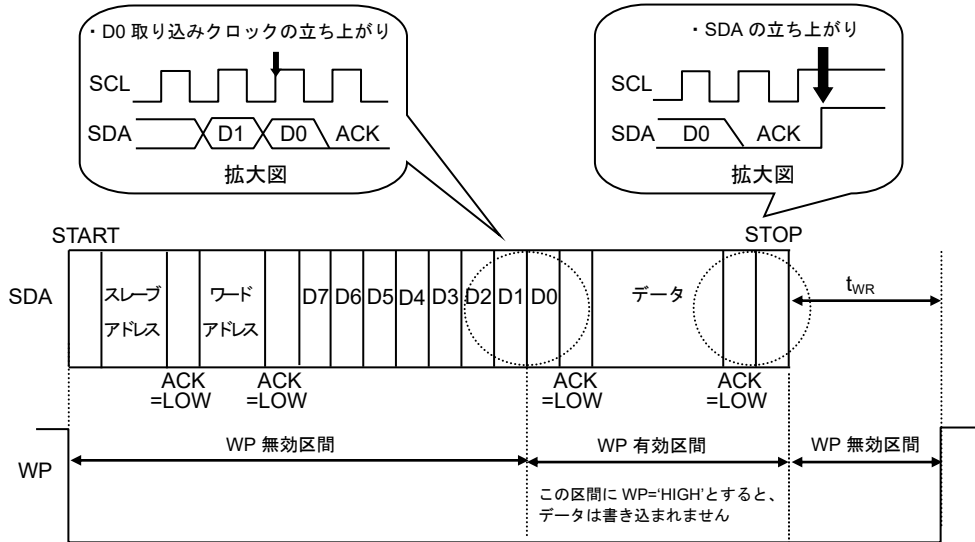 ・D0 取り込みクロックの立ち上がり
SCL
SDA D1 D0 ACK
拡大図
・SDA の立ち上がり
SCL
SDA D0 ACK
拡大図
START STOP
SDA スレーブ ワード D7 D6 D5 D4 D3 D2 D1 D0 データ tWR
アドレス アドレス
ACK ACK ACK ACK
=LOW =LOW =LOW =LOW
WP WP 無効区間 WP 有効区間 WP 無効区間
この区間に WP=‘HIGH’とすると、
データは書き込まれません